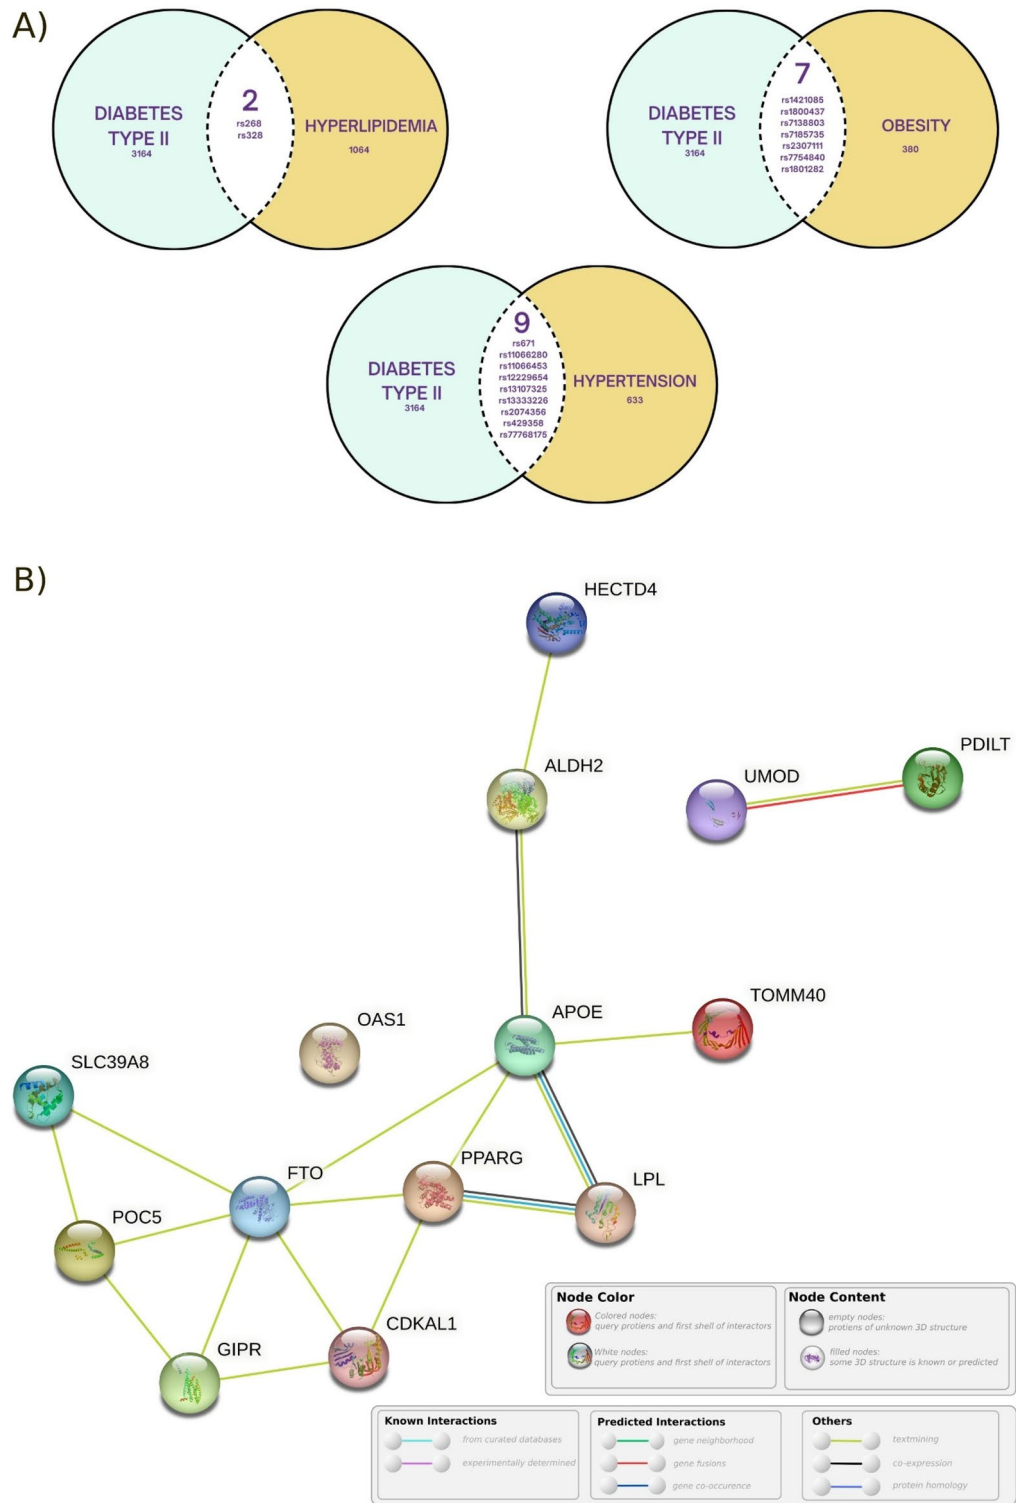 A)
DIABETES
TYPE II
3164
2
rs268
rs328
HYPERLIPIDEMIA
1064
DIABETES
TYPE II
3164
7
rs1421085
rs1800437
rs7138803
rs7185735
rs2307111
rs7754840
rs1801282
OBESITY
380
DIABETES
TYPE II
3164
9
rs671
rs11066280
rs11066453
rs12229654
rs13107325
rs13333226
rs2074356
rs429358
rs77768175
HYPERTENSION
633
B)
HECTD4
ALDH2
UMOD
PDILT
OAS1
APOE
TOMM40
SLC39A8
FTO
PPARG
LPL
POC5
GIPR
CDKAL1
Node Color
Colored nodes:
query protiens and first shell of interactors
White nodes:
query protiens and first shell of interactors
Node Content
empty nodes:
protiens of unknown 3D structure
filled nodes:
some 3D structure is known or predicted
Known Interactions
from curated databases
experimentally determined
Predicted Interactions
gene neighborhood
gene fusions
gene co-occurence
Others
textmining
co-expression
protein homology